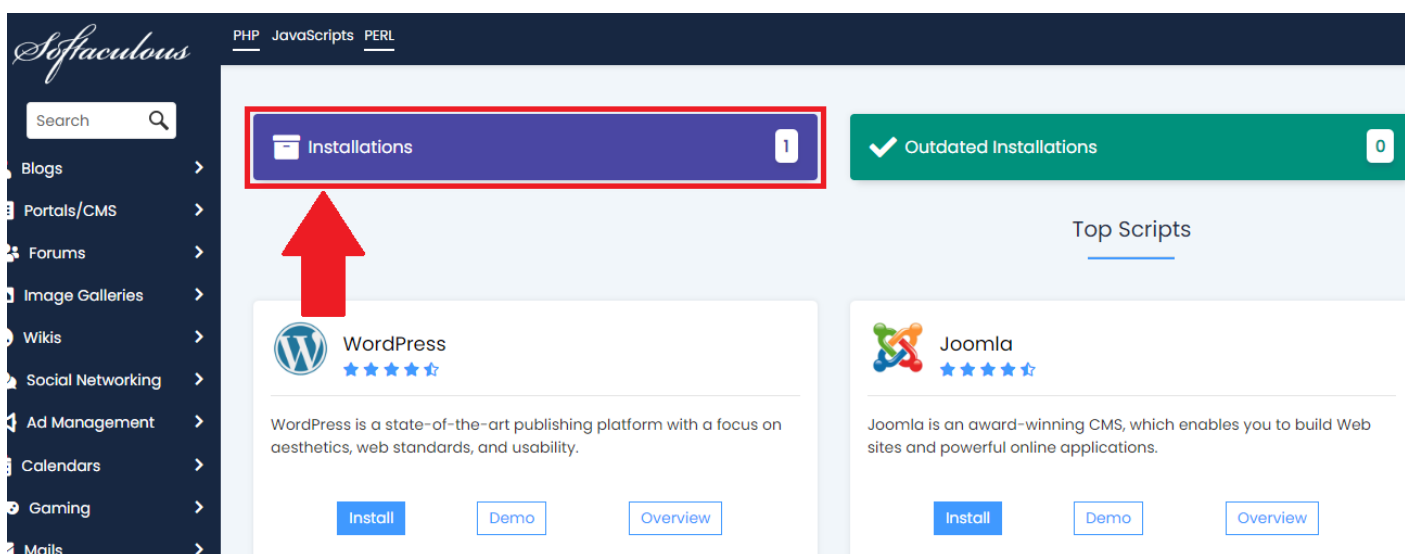 Softaculous
PHP JavaScripts PERL
Search
Blogs
Portals/CMS
Forums
Image Galleries
Wikis
Social Networking
Ad Management
Calendars
Gaming
Mails
Installations 1
Outdated Installations 0
Top Scripts
WordPress
WordPress is a state-of-the-art publishing platform with a focus on
aesthetics, web standards, and usability.
Install Demo Overview
Joomla
Joomla is an award-winning CMS, which enables you to build Web
sites and powerful online applications.
Install Demo Overview